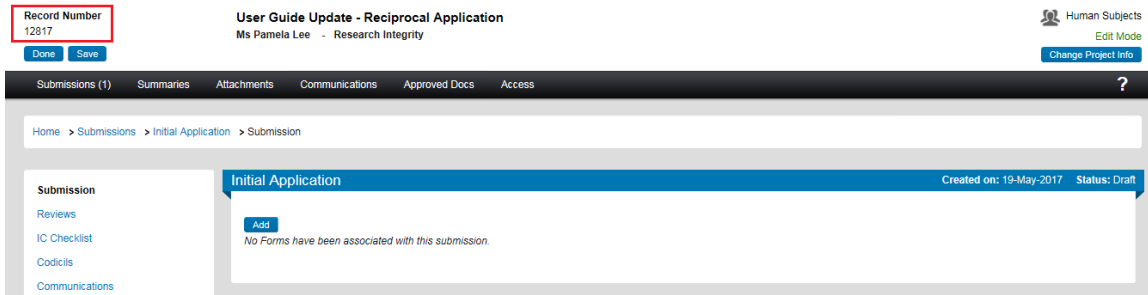 Record Number
12817
Done Save
User Guide Update - Reciprocal Application
Ms Pamela Lee - Research Integrity
Human Subjects
Edit Mode
Change Project Info
Submissions (1) Summaries Attachments Communications Approved Docs Access ?
Home > Submissions > Initial Application > Submission
Submission
Reviews
IC Checklist
Codicils
Communications
Initial Application Created on: 19-May-2017 Status: Draft
Add
No Forms have been associated with this submission.